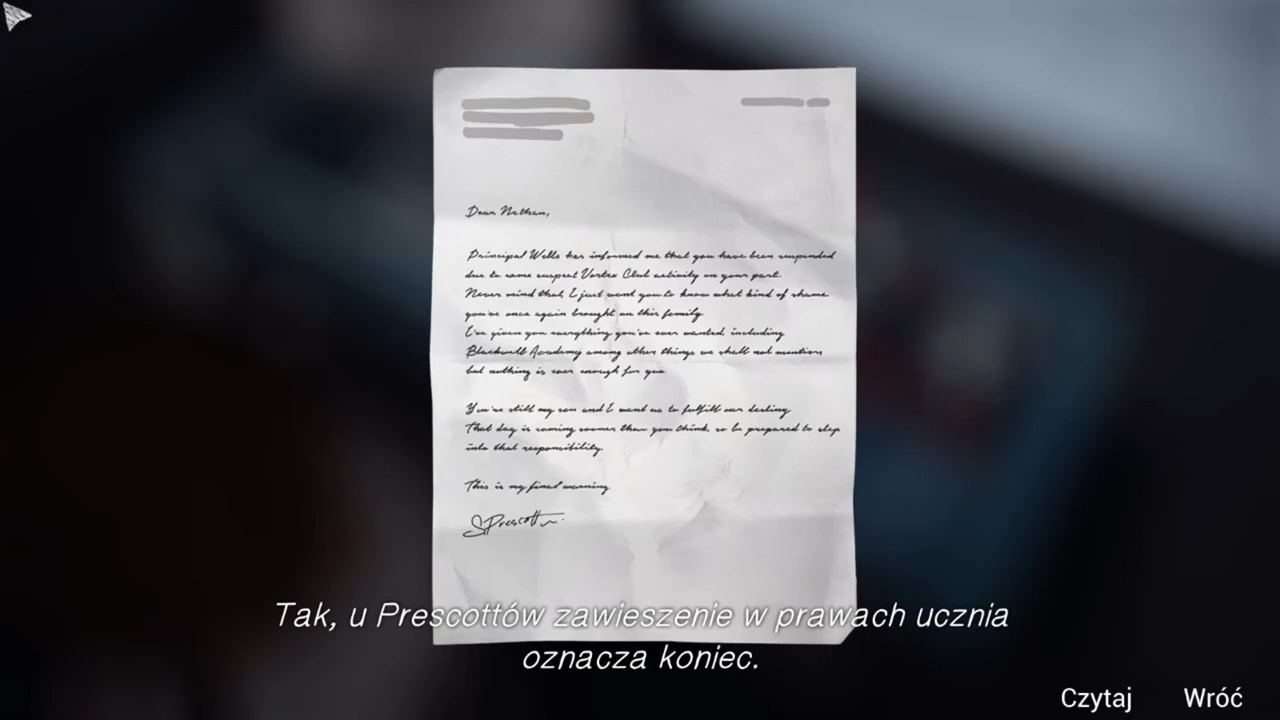 Dear Nathan,
Principal Wells has informed me that you have been suspended
due to some suspect Vortex Club activity on your part.
Never mind that, I just want you to know what kind of shame
you've once again brought on this family
I've given you everything you've ever wanted, including
Blackwell Academy among other things we shall not mention,
but nothing is ever enough for you
You're still my son and I want us to fulfill our destiny
That day is coming sooner than you think, so be prepared to step
into that responsibility.
This is my final warning
S Prescott
Tak, u Prescottów zawieszenie w prawach ucznia
oznacza koniec.
Czytaj Wróć